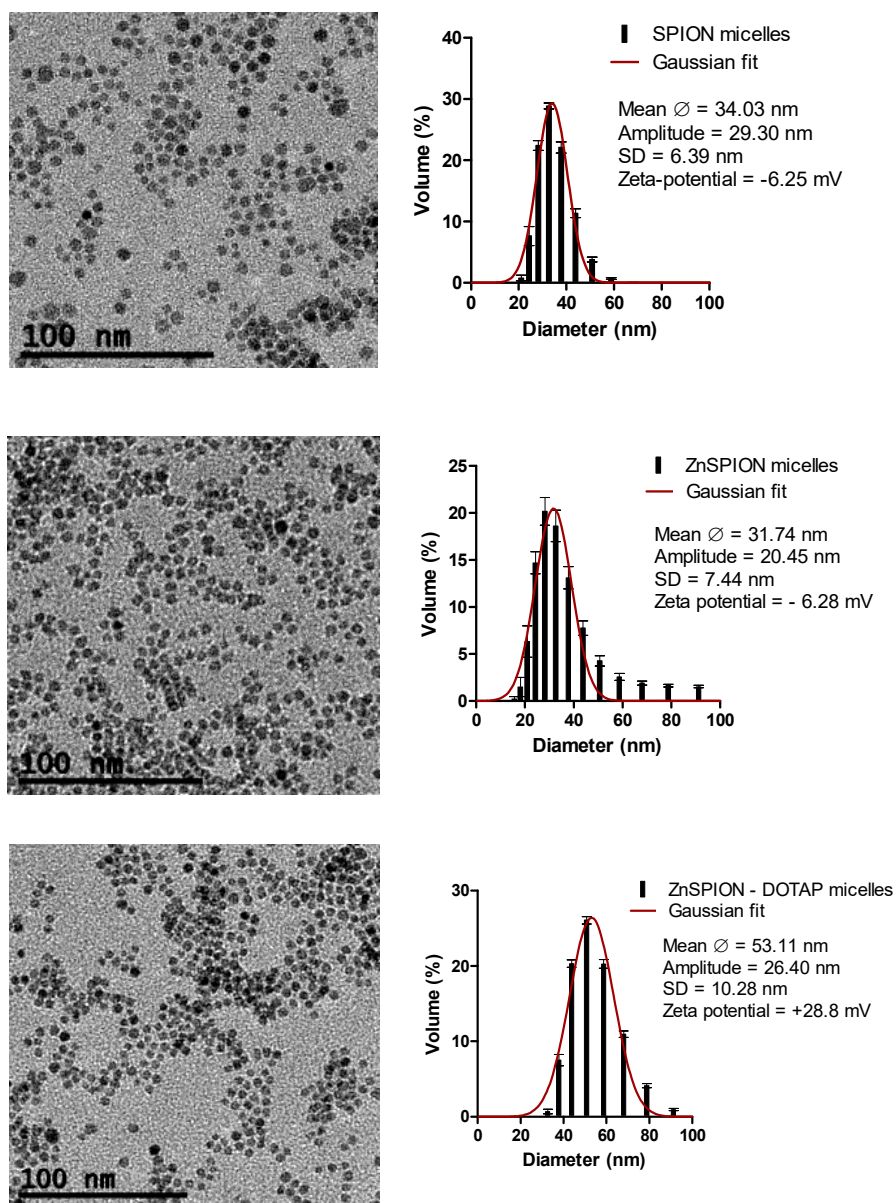 100 nm
SPION micelles
Gaussian fit
Mean ∅ = 34.03 nm
Amplitude = 29.30 nm
SD = 6.39 nm
Zeta-potential = -6.25 mV
Volume (%)
40
30
20
10
0
0 20 40 60 80 100
Diameter (nm)
100 nm
ZnSPION micelles
Gaussian fit
Mean ∅ = 31.74 nm
Amplitude = 20.45 nm
SD = 7.44 nm
Zeta potential = - 6.28 mV
Volume (%)
25
20
15
10
5
0
0 20 40 60 80 100
Diameter (nm)
100 nm
ZnSPION - DOTAP micelles
Gaussian fit
Mean ∅ = 53.11 nm
Amplitude = 26.40 nm
SD = 10.28 nm
Zeta potential = +28.8 mV
Volume (%)
30
20
10
0
0 20 40 60 80 100
Diameter (nm)